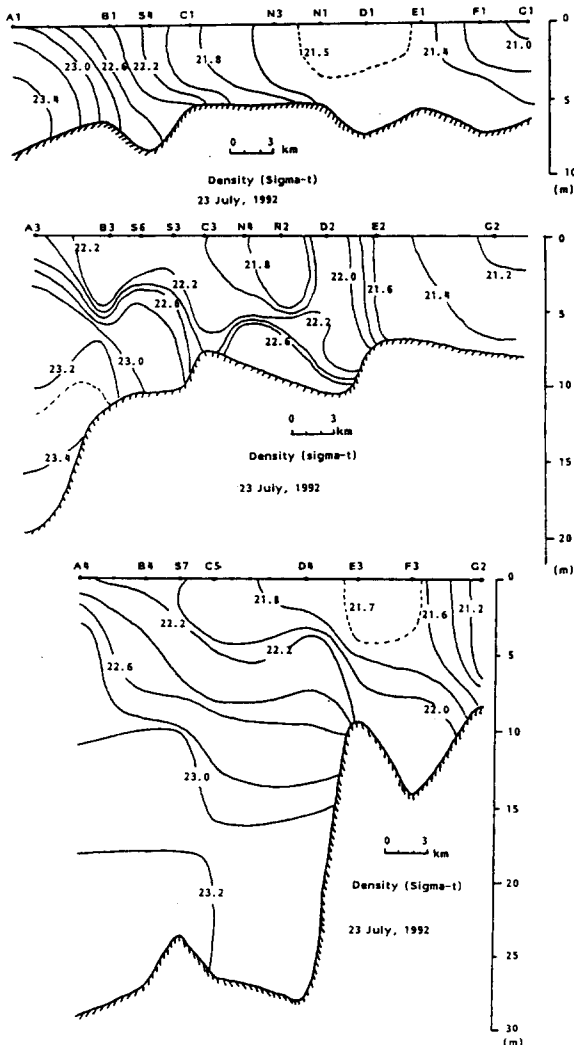 A1 B1 S4 C1 N3 N1 D1 E1 F1 G1
0
23.4 23.0 22.6 22.2 21.8 21.5 21.4 21.0
5
0 3
km
10
(m)
Density (Sigma-t)
23 July, 1992
A3 B3 S6 S3 C3 N4 R2 D2 E2 G2
0
22.2 22.2 21.8 22.0 21.6 21.4 21.2
5
22.6 22.2
22.6
23.2 23.0
10
0 3
km
23.4
Density (sigma-t)
15
23 July, 1992
20
(m)
A4 B4 S7 C5 D4 E3 F3 G2
0
21.8 21.7 21.6 21.2
22.2 22.2
5
22.6
22.0
10
23.0
15
0 3
km
23.2
Density (Sigma-t)
20
23 July, 1992
25
30
(m)